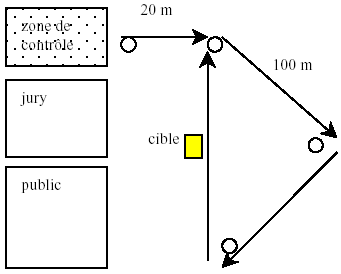 20 m
zone de
contrôle
100 m
jury
cible
public